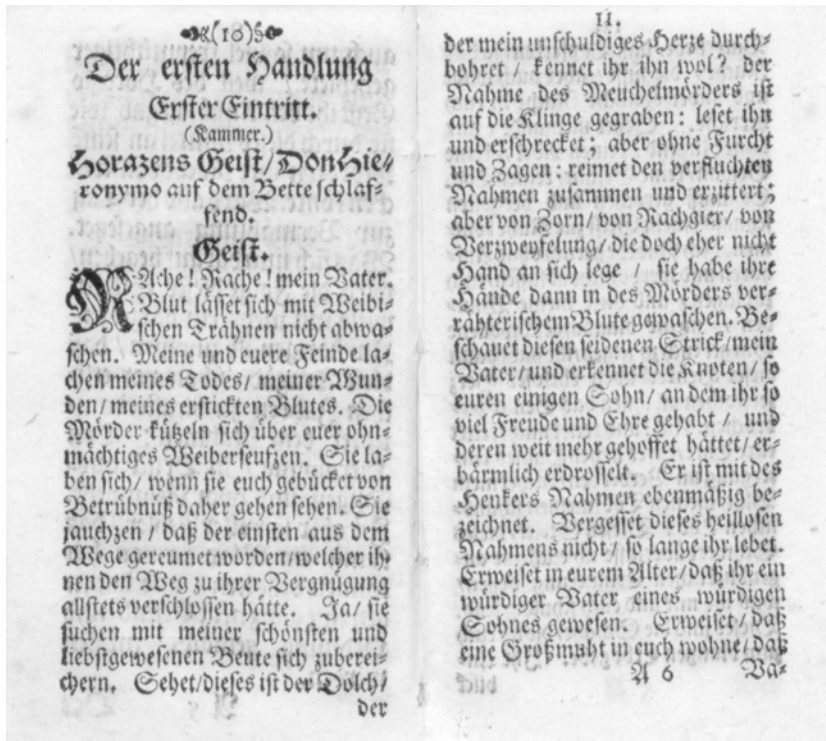 (10)
Der ersten Handlung
Erster Eintritt.
(Kammer.)
Horazens Geist/ Don Hie-
ronymo auf dem Bette schlaf-
fend.
Geist.
RAche! Rache! mein Vater.
Blut lässet sich mit Weibi-
schen Trähnen nicht abwa-
schen. Meine und euere Feinde la-
chen meines Todes/ meiner Wun-
den/ meines erstickten Blutes. Die
Mörder kützeln sich über euer ohn-
mächtiges Weiberseufzen. Sie la-
ben sich/ wenn sie euch gebücket von
Betrübnüß daher gehen sehen. Sie
jauchzen/ daß der einsten aus dem
Wege gereumet worden/ welcher ih-
nen den Weg zu ihrer Vergnügung
allstets verschlossen hätte. Ja/ sie
suchen mit meiner schönsten und
liebstgewesenen Beute sich zuberei-
chern. Sehet/ dieses ist der Dolch/
der
11.
der mein unschuldiges Herze durch-
bohret/ kennet ihr ihn wol? der
Nahme des Meuchelmörders ist
auf die Klinge gegraben: leset ihn
und erschrecket; aber ohne Furcht
und Zagen: reimet den verfluchten
Nahmen zusammen und erzittert;
aber von Zorn/ von Rachgier/ von
Verzweyfelung/ die doch eher nicht
Hand an sich lege/ sie habe ihre
Hände dann in des Mörders ver-
rähterischem Blute gewaschen. Be-
schauet diesen seidenen Strick/ mein
Vater/ und erkennet die Knoten/ so
euren einigen Sohn/ an dem ihr so
viel Freude und Ehre gehabt/ und
deren weit mehr gehoffet hättet/ er-
bärmlich erdrosselt. Er ist mit des
Henkers Nahmen ebenmäßig be-
zeichnet. Vergesset dieses heillosen
Nahmens nicht/ so lange ihr lebet.
Erweiset in eurem Alter/ daß ihr ein
würdiger Vater eines würdigen
Sohnes gewesen. Erweiset/ daß
eine Großmuht in euch wohne/ daß
A 6 Va-